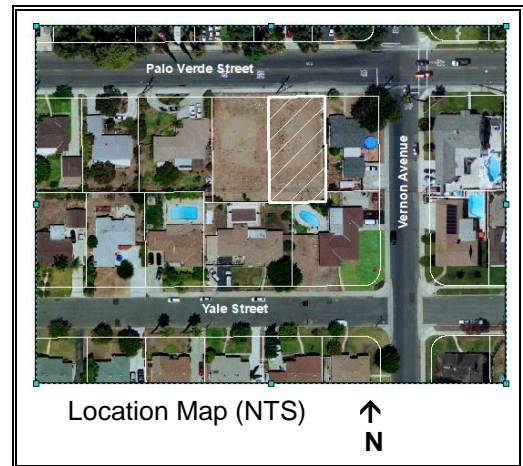 Palo Verde Street
Vernon Avenue
Yale Street
Location Map (NTS) ↑
N